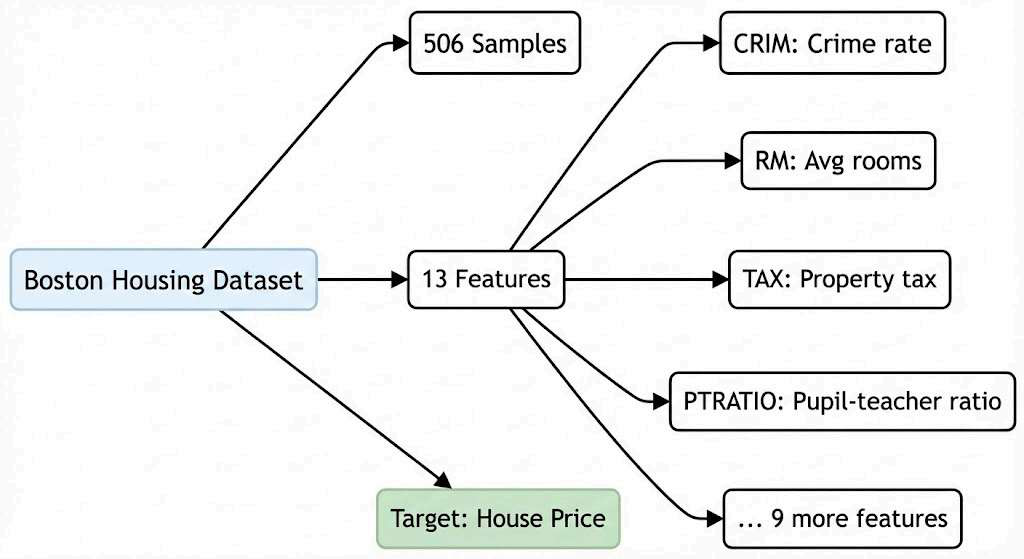 Boston Housing Dataset
506 Samples
13 Features
Target: House Price
CRIM: Crime rate
RM: Avg rooms
TAX: Property tax
PTRATIO: Pupil-teacher ratio
... 9 more features